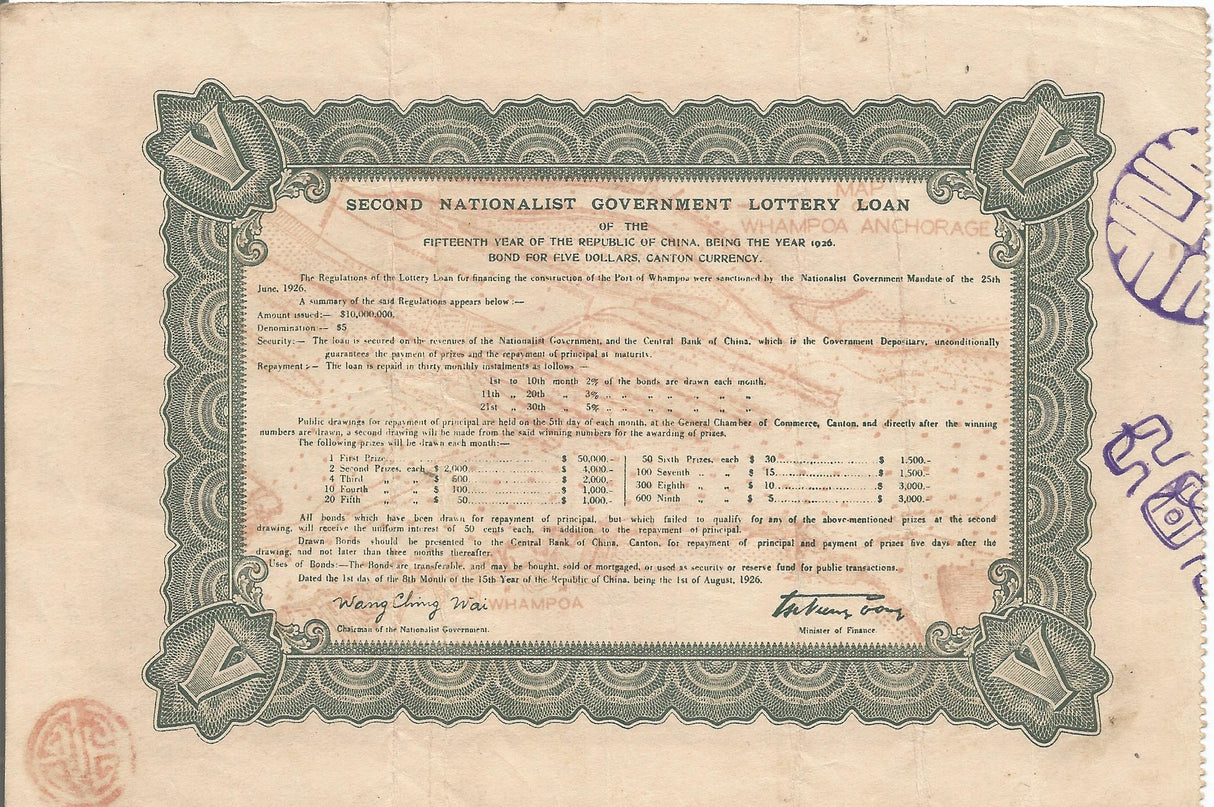 MAP
WHAMPOA ANCHORAGE
SECOND NATIONALIST GOVERNMENT LOTTERY LOAN
OF THE
FIFTEENTH YEAR OF THE REPUBLIC OF CHINA, BEING THE YEAR 1926.
BOND FOR FIVE DOLLARS, CANTON CURRENCY.
The Regulations of the Lottery Loan for financing the construction of the Port of Whampoa were sanctioned by the Nationalist Government Mandate of the 25th
June, 1926.
A summary of the said Regulations appears below :—
Amount issued:— $10,000,000,
Denomination:— $5
Security:— The loan is secured on the revenues of the Nationalist Government, and the Central Bank of China, which is the Government Depositary, unconditionally
guarantees the payment of prizes and the repayment of principal at maturity.
Repayment :— The loan is repaid in thirty monthly instalments as follows —
1st to 10th month 2% of the bonds are drawn each month.
11th „ 20th „ 3% „ „ „ „ „ „ „
21st „ 30th „ 5% „ „ „ „ „ „ „
Public drawings for repayment of principal are held on the 5th day of each month, at the General Chamber of Commerce, Canton, and directly after the winning
numbers are drawn, a second drawing will be made from the said winning numbers for the awarding of prizes.
The following prizes will be drawn each month:—
1 First Prize.................... $ 50,000.-
2 Second Prizes, each $ 2,000.................... $ 4,000.-
4 Third „ „ $ 500.................... $ 2,000.-
10 Fourth „ „ $ 100.................... $ 1,000.-
20 Fifth „ „ $ 50.................... $ 1,000.-
50 Sixth Prizes, each $ 30.................... $ 1.500.-
100 Seventh „ „ $ 15.................... $ 1.500.-
300 Eighth „ „ $ 10.................... $ 3,000.-
600 Ninth „ „ $ 5.................... $ 3,000.-
All bonds which have been drawn for repayment of principal, but which failed to qualify for any of the above-mentioned prizes at the second
drawing, will receive the uniform interest of 50 cents each, in addition to the repayment of principal.
Drawn Bonds should be presented to the Central Bank of China, Canton, for repayment of principal and payment of prizes five days after the
drawing, and not later than three months thereafter.
Uses of Bonds:—The Bonds are transferable, and may be bought, sold or mortgaged, or used as security or reserve fund for public transactions.
Dated the 1st day of the 8th Month of the 15th Year of the Republic of China, being the 1st of August, 1926.
Wang Ching Wai
WHAMPOA
Chairman of the Nationalist Government.
Minister of Finance
V
V
V
V